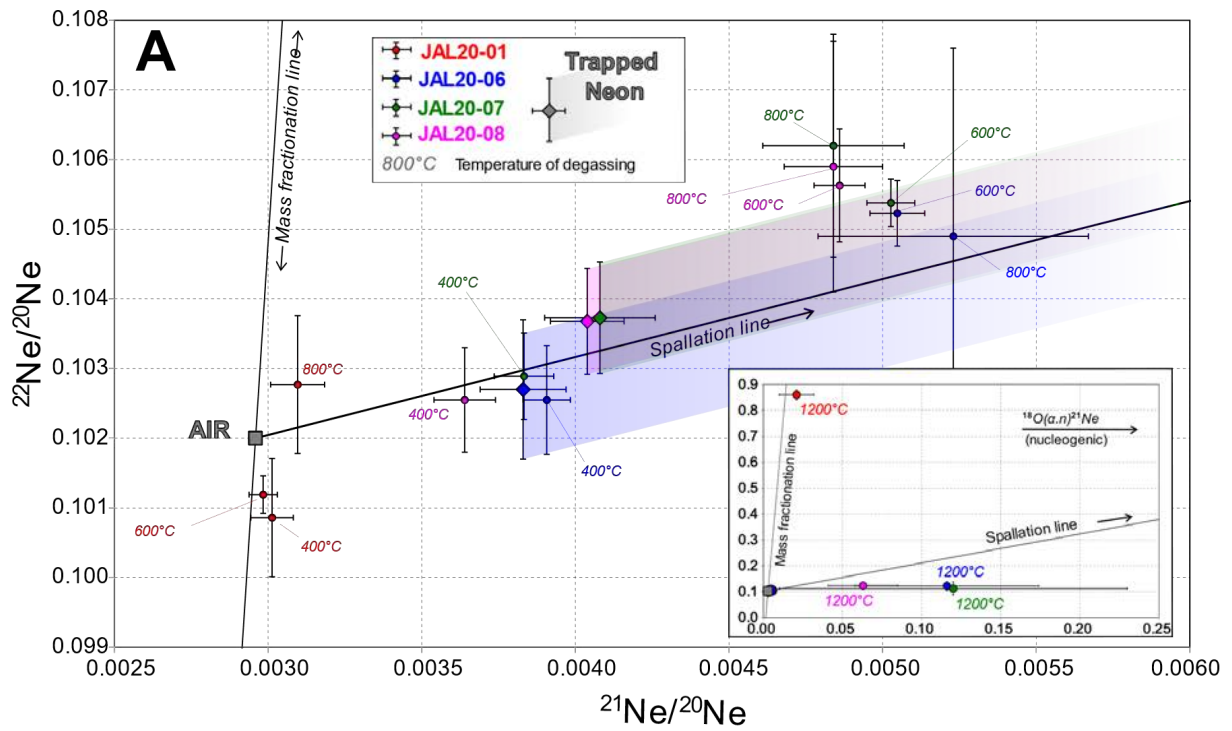 A
0.108
0.107
0.106
0.105
0.104
0.103
0.102
0.101
0.100
0.099
²²Ne/²⁰Ne
0.0025
0.0030
0.0035
0.0040
0.0045
0.0050
0.0055
0.0060
²¹Ne/²⁰Ne
Mass fractionation line
JAL20-01
JAL20-06
JAL20-07
JAL20-08
800°C Temperature of degassing
Trapped
Neon
800°C
600°C
800°C
600°C
600°C
800°C
400°C
Spallation line
800°C
400°C
AIR
400°C
600°C
400°C
0.9
0.8
0.7
0.6
0.5
0.4
0.3
0.2
0.1
0.0
0.00
0.05
0.10
0.15
0.20
0.25
1200°C
¹⁸O(α.n)²¹Ne
(nucleogenic)
Mass fractionation line
Spallation line
1200°C
1200°C
1200°C